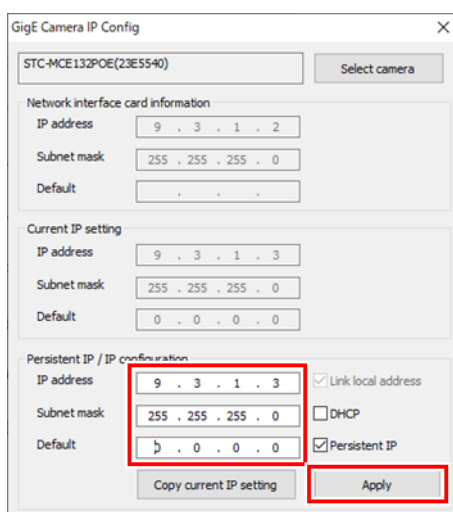 GigE Camera IP Config
STC-MCE132POE(23E5540)
Select camera
Network interface card information
IP address 9 . 3 . 1 . 2
Subnet mask 255 . 255 . 255 . 0
Default . . .
Current IP setting
IP address 9 . 3 . 1 . 3
Subnet mask 255 . 255 . 255 . 0
Default 0 . 0 . 0 . 0
Persistent IP / IP configuration
IP address 9 . 3 . 1 . 3 Link local address
Subnet mask 255 . 255 . 255 . 0 DHCP
Default 0 . 0 . 0 . 0 Persistent IP
Copy current IP setting Apply